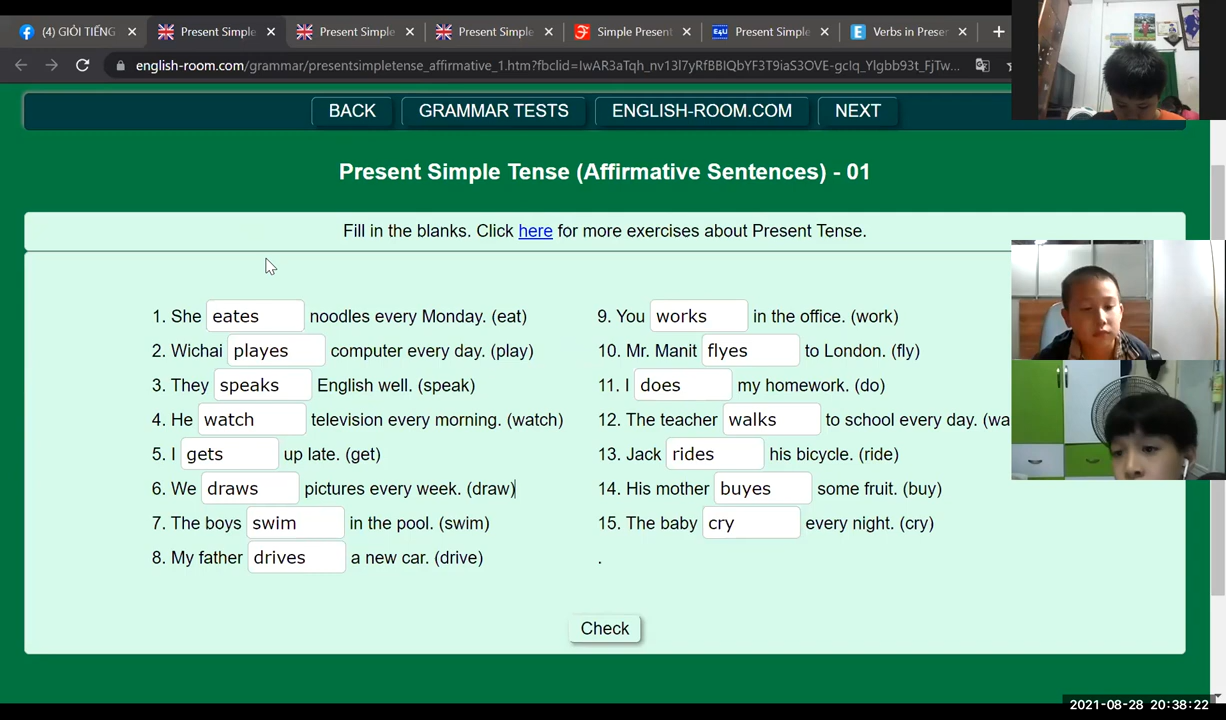 (4) GIỎI TIẾNG
Present Simple
Present Simple
Present Simple
Simple Present
Present Simple
Verbs in Preser
english-room.com/grammar/presentsimpletense_affirmative_1.htm?fbclid=
BACK
GRAMMAR TESTS
ENGLISH-ROOM.COM
NEXT
Present Simple Tense (Affirmative Sentences) - 01
Fill in the blanks. Click here for more exercises about Present Tense.
1. She eates noodles every Monday. (eat)
2. Wichai playes computer every day. (play)
3. They speaks English well. (speak)
4. He watch television every morning. (watch)
5. I gets up late. (get)
6. We draws pictures every week. (draw)
7. The boys swim in the pool. (swim)
8. My father drives a new car. (drive)
9. You works in the office. (work)
10. Mr. Manit flyes to London. (fly)
11. I does my homework. (do)
12. The teacher walks to school every day. (wa
13. Jack rides his bicycle. (ride)
14. His mother buyes some fruit. (buy)
15. The baby cry every night. (cry)
.
Check
2021-08-28 20:38:22